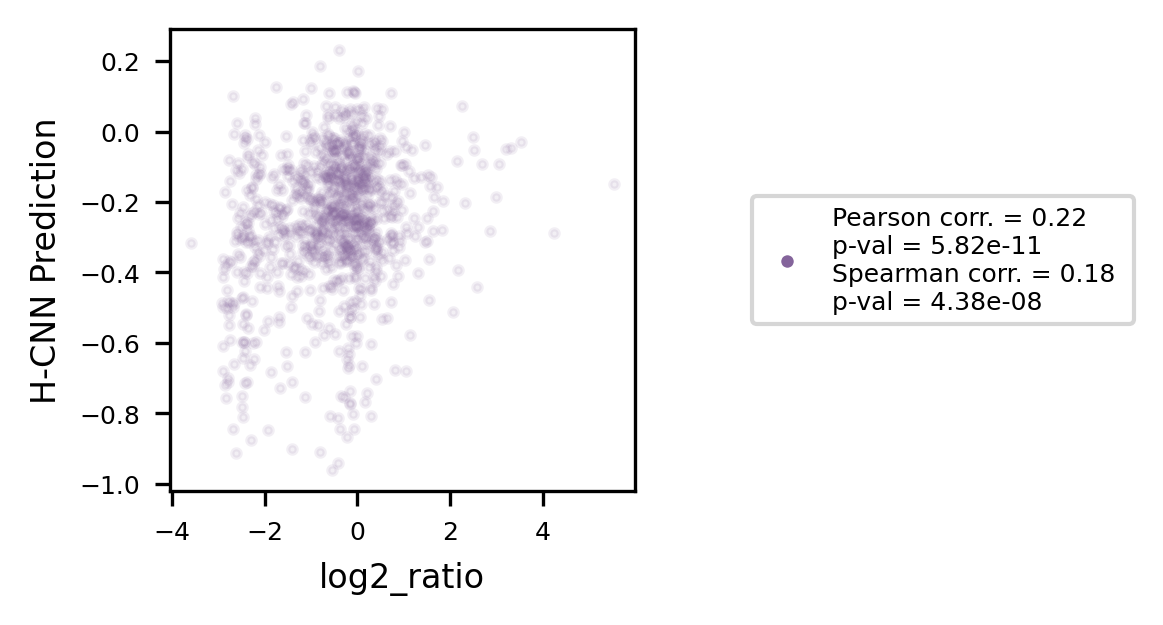 0.2
0.0
−0.2
−0.4
−0.6
−0.8
−1.0
H-CNN Prediction
−4
−2
0
2
4
log2_ratio
Pearson corr. = 0.22
p-val = 5.82e-11
Spearman corr. = 0.18
p-val = 4.38e-08